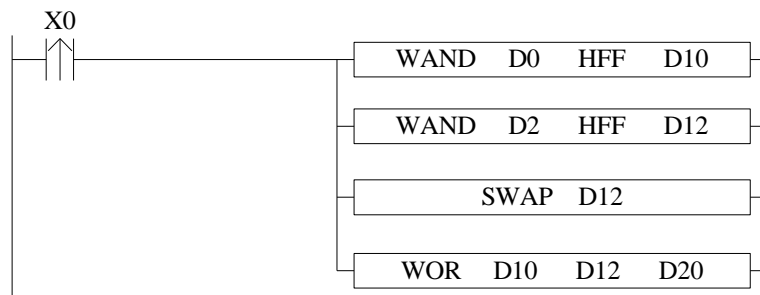 X0
WAND D0 HFF D10
WAND D2 HFF D12
SWAP D12
WOR D10 D12 D20